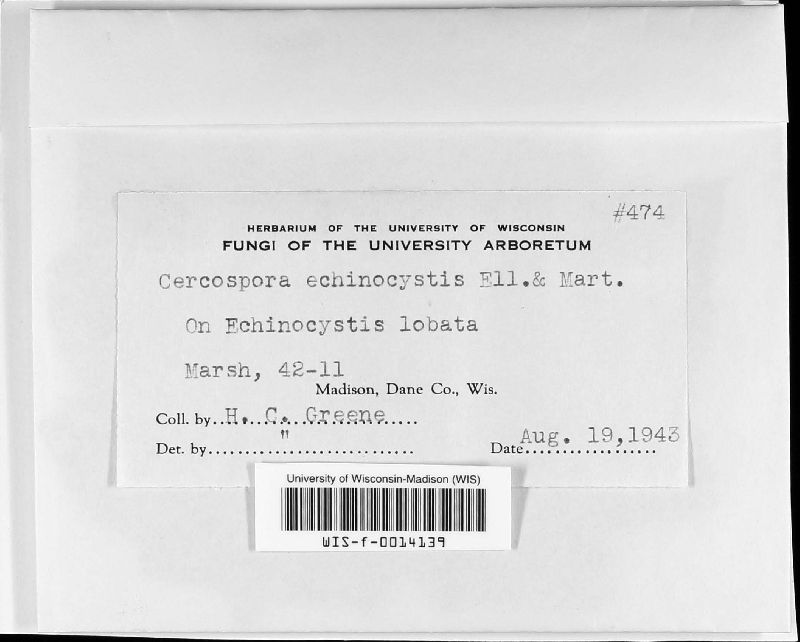 #474
HERBARIUM OF THE UNIVERSITY OF WISCONSIN
FUNGI OF THE UNIVERSITY ARBORETUM
Cercospora echinocystis Ell.& Mart.
On Echinocystis lobata
Marsh, 42-11
Madison, Dane Co., Wis.
Coll. by..H. C. Greene.....
Det. by.........."................ Date Aug. 19,1943
University of Wisconsin-Madison (WIS)
WIS-f-0014139